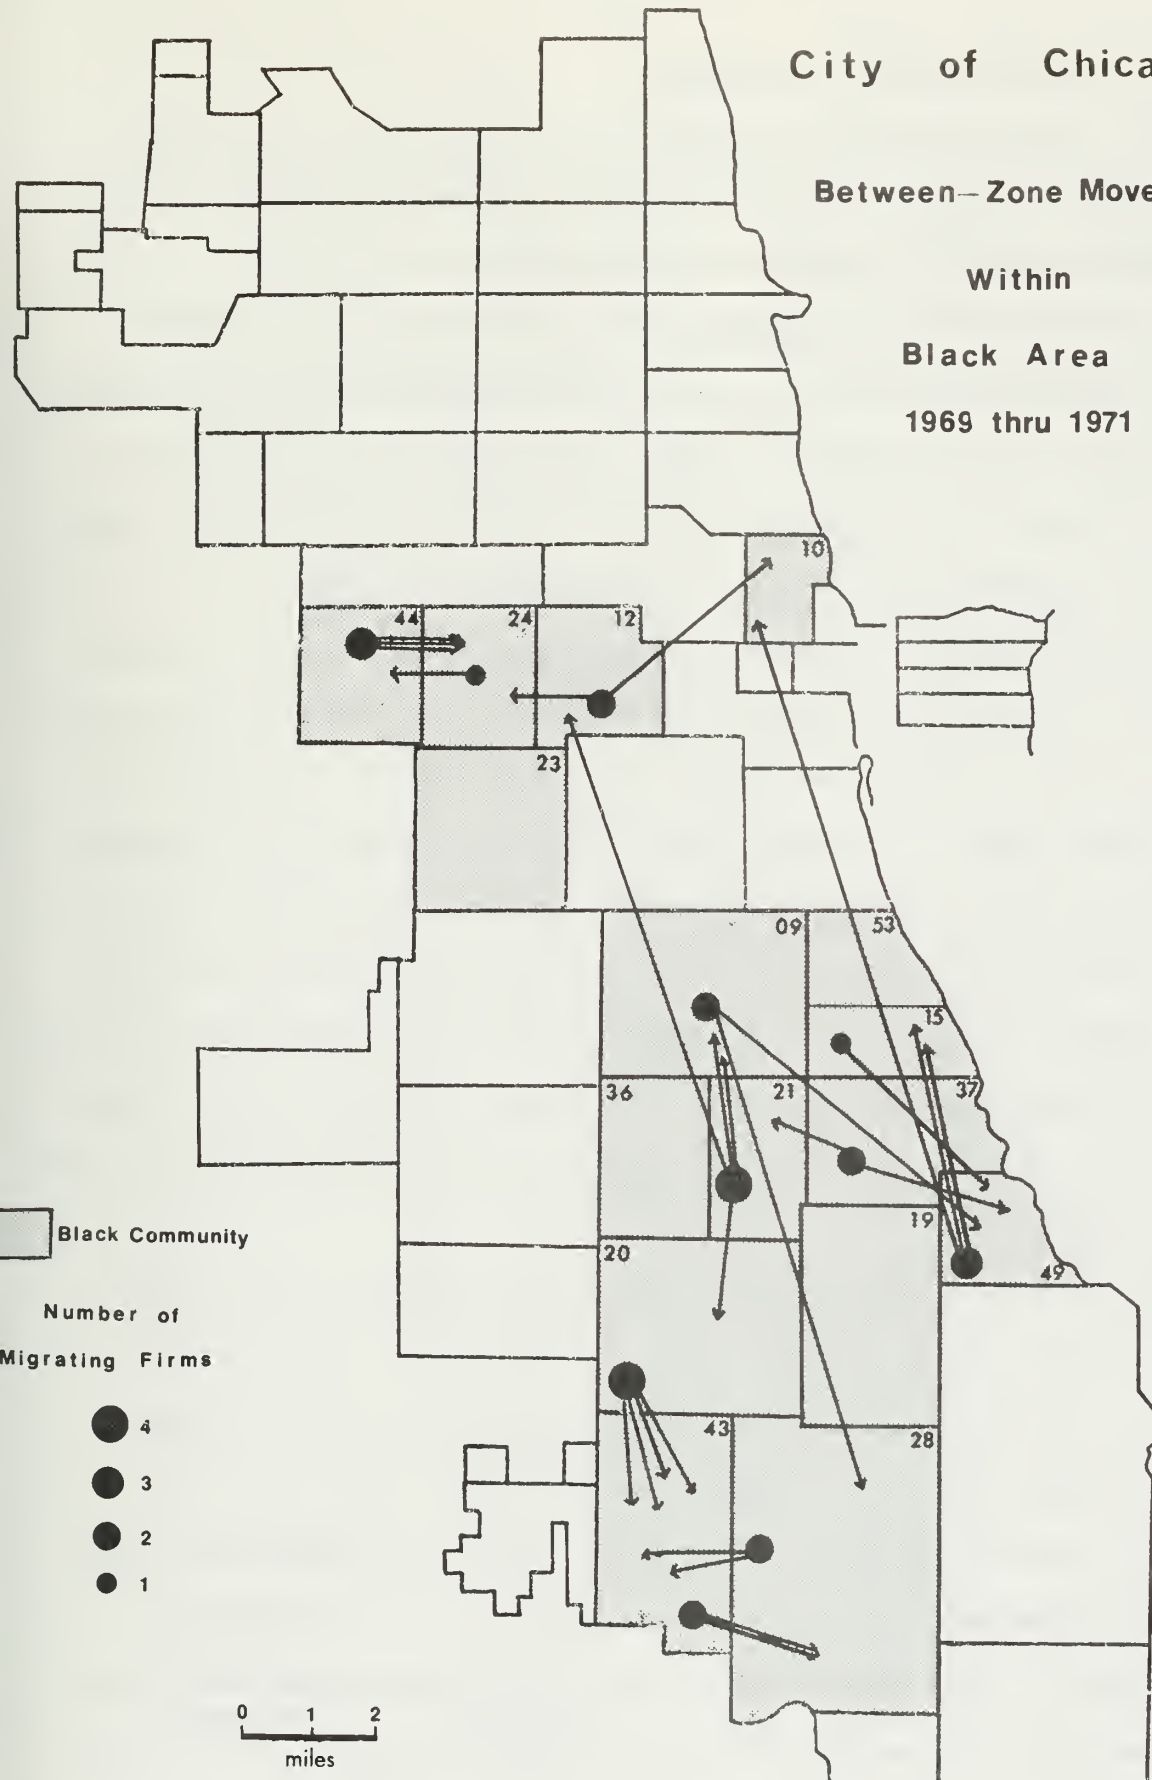 City of Chica
Between-Zone Move
Within
Black Area
1969 thru 1971
10
44
24
12
23
09
53
15
36
21
37
19
20
49
43
28
Black Community
Number of
Migrating Firms
4
3
2
1
0 1 2
miles